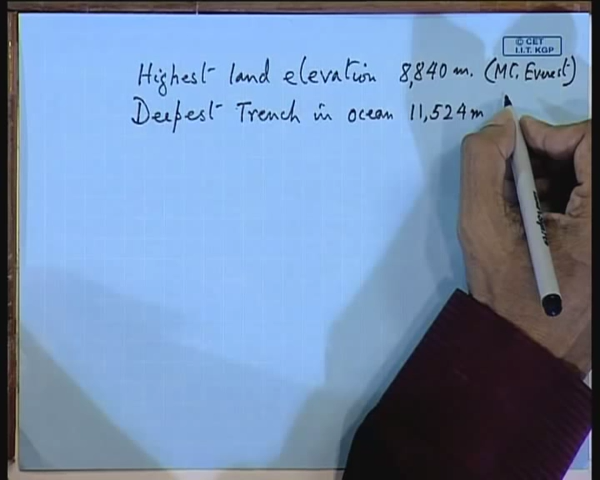 © CET
I.I.T. KGP
Highest land elevation 8,840 m. (MT. Everest)
Deepest Trench in ocean 11,524 m